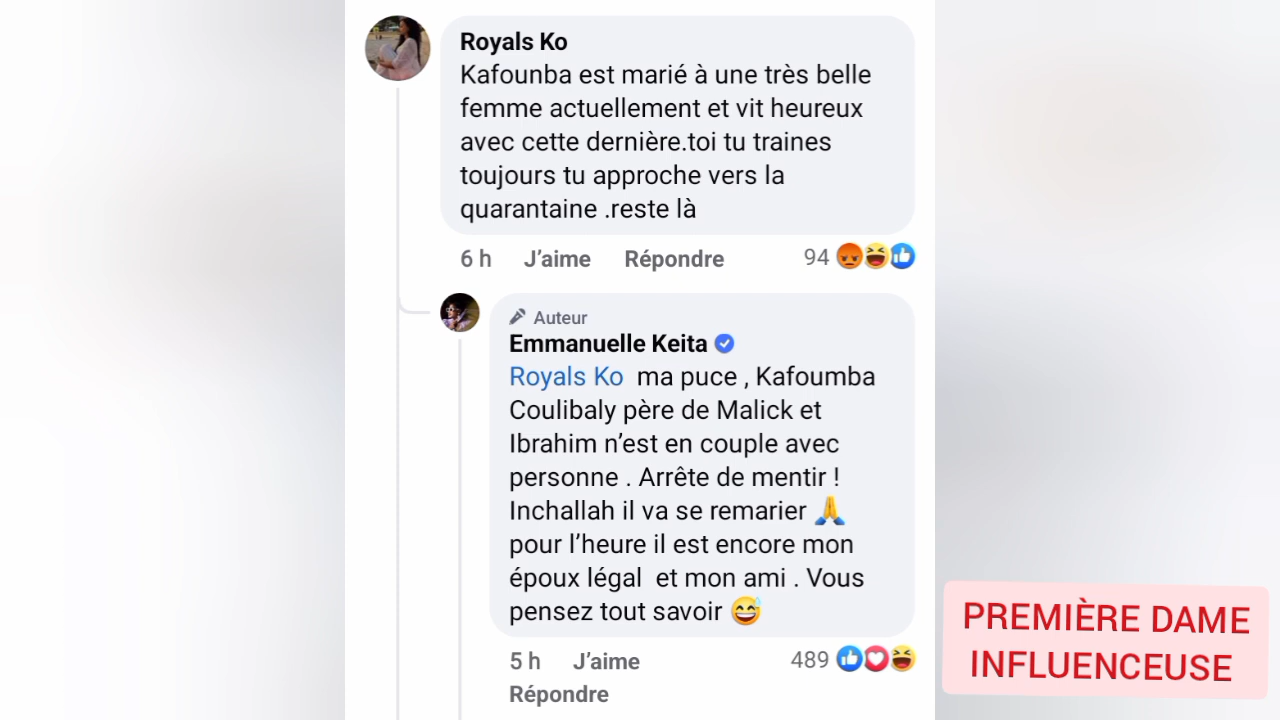 Royals Ko
Kafounba est marié à une très belle
femme actuellement et vit heureux
avec cette dernière.toi tu traines
toujours tu approche vers la
quarantaine .reste là
6 h J'aime Répondre 94
Auteur
Emmanuelle Keita
Royals Ko ma puce , Kafoumba
Coulibaly père de Malick et
Ibrahim n'est en couple avec
personne . Arrête de mentir !
Inchallah il va se remarier 🙏
pour l'heure il est encore mon
époux légal et mon ami . Vous
pensez tout savoir 😅
5 h J'aime 489
Répondre
PREMIÈRE DAME
INFLUENCEUSE